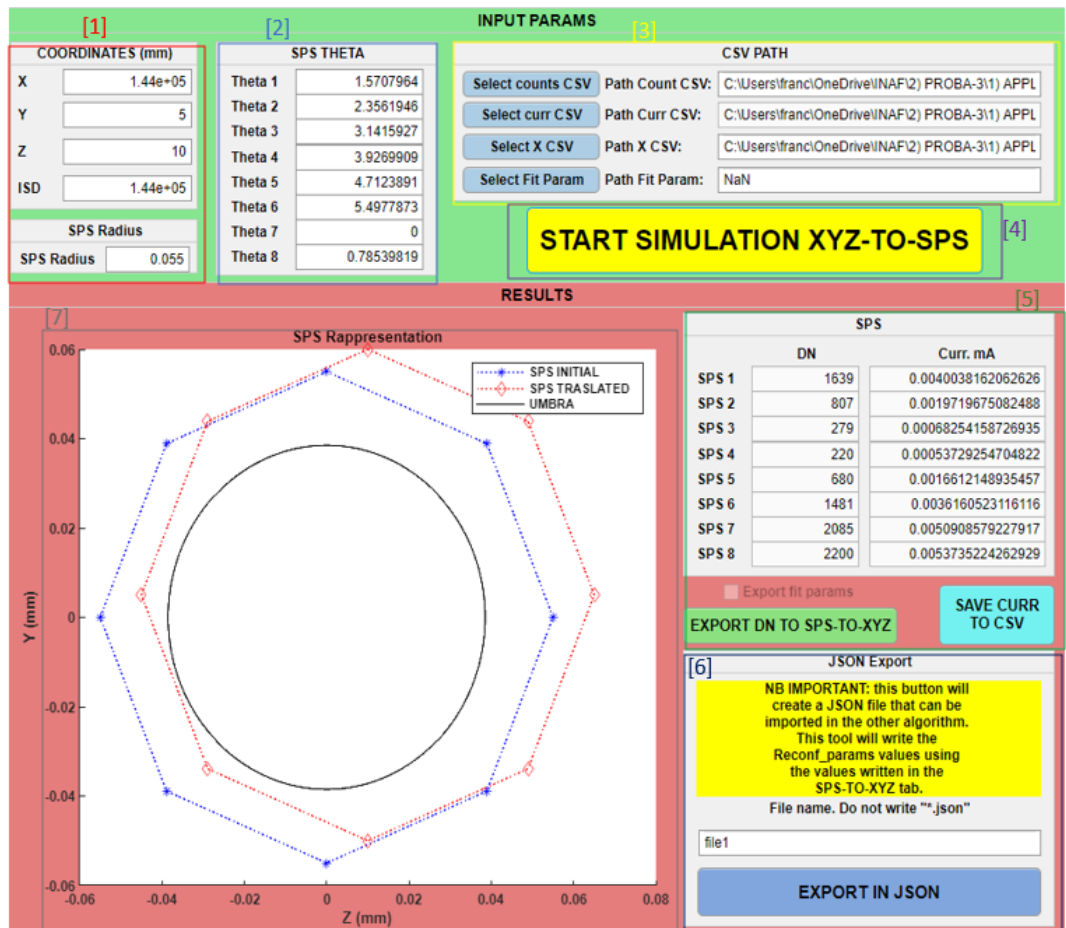 INPUT PARAMS
[1]
COORDINATES (mm)
X 1.44e+05
Y 5
Z 10
ISD 1.44e+05
SPS Radius
SPS Radius 0.055
[2]
SPS THETA
Theta 1 1.5707964
Theta 2 2.3561946
Theta 3 3.1415927
Theta 4 3.9269909
Theta 5 4.7123891
Theta 6 5.4977873
Theta 7 0
Theta 8 0.78539819
[3]
CSV PATH
Select counts CSV Path Count CSV: C:\Users\franc\OneDrive\INAF\2) PROBA-3\1) APPL
Select curr CSV Path Curr CSV: C:\Users\franc\OneDrive\INAF\2) PROBA-3\1) APPL
Select X CSV Path X CSV: C:\Users\franc\OneDrive\INAF\2) PROBA-3\1) APPL
Select Fit Param Path Fit Param: NaN
START SIMULATION XYZ-TO-SPS
[4]
RESULTS
[7]
SPS Rappresentation
SPS INITIAL
SPS TRASLATED
UMBRA
0.06
0.04
0.02
0
-0.02
-0.04
-0.06
Y (mm)
-0.06 -0.04 -0.02 0 0.02 0.04 0.06 0.08
Z (mm)
[5]
SPS
DN Curr. mA
SPS 1 1639 0.0040038162062626
SPS 2 807 0.0019719675082488
SPS 3 279 0.00068254158726935
SPS 4 220 0.00053729254704822
SPS 5 680 0.0016612148935457
SPS 6 1481 0.0036160523116116
SPS 7 2085 0.0050908579227917
SPS 8 2200 0.0053735224262929
Export fit params
EXPORT DN TO SPS-TO-XYZ
SAVE CURR
TO CSV
[6]
JSON Export
NB IMPORTANT: this button will
create a JSON file that can be
imported in the other algorithm.
This tool will write the
Reconf_params values using
the values written in the
SPS-TO-XYZ tab.
File name. Do not write "*.json"
file1
EXPORT IN JSON